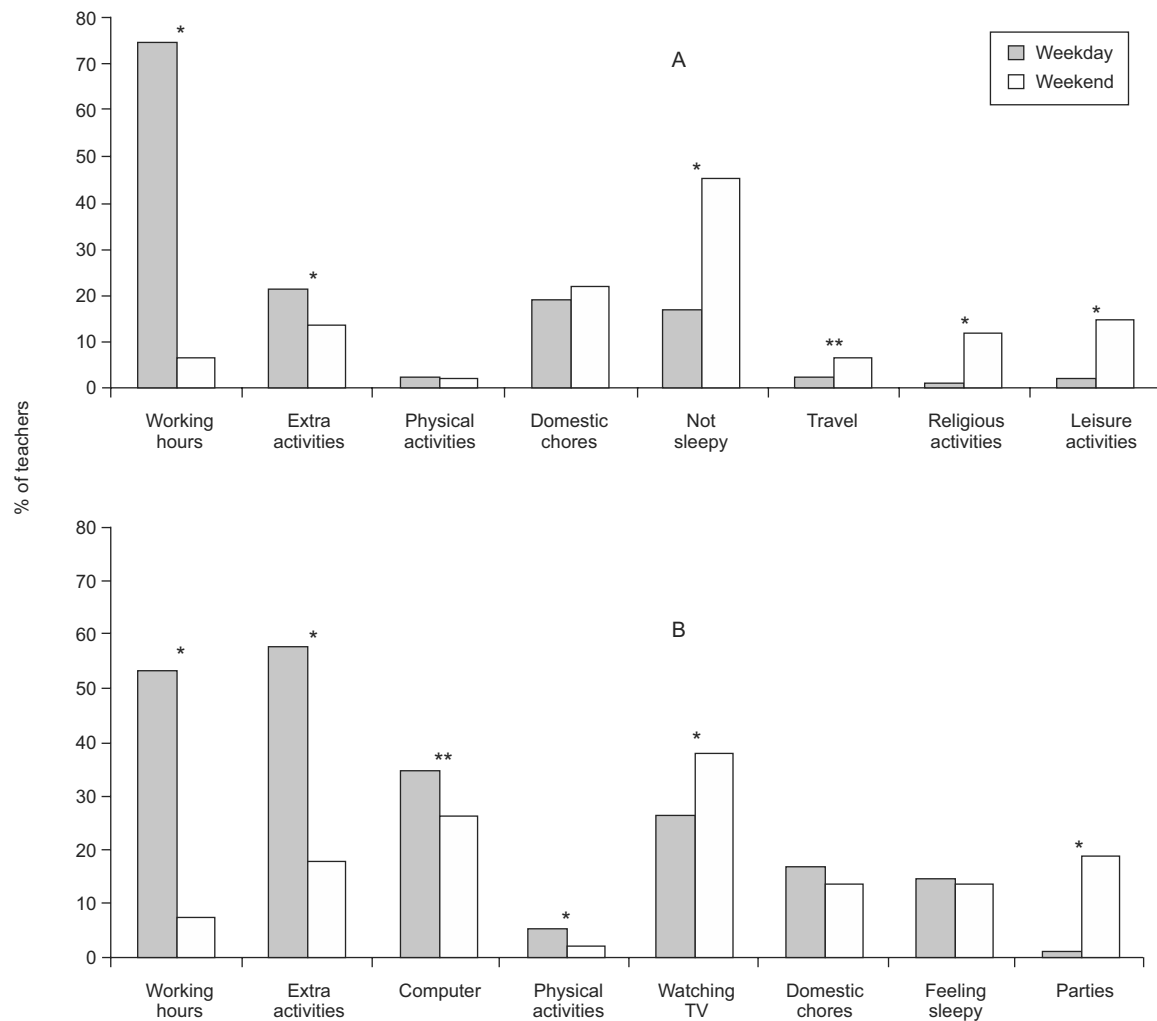 80
70
60
50
40
30
20
10
0
*
*
*
**
*
*
A
Weekday
Weekend
Working
hours
Extra
activities
Physical
activities
Domestic
chores
Not
sleepy
Travel
Religious
activities
Leisure
activities
% of teachers
80
70
60
50
40
30
20
10
0
*
*
**
*
*
*
B
Working
hours
Extra
activities
Computer
Physical
activities
Watching
TV
Domestic
chores
Feeling
sleepy
Parties